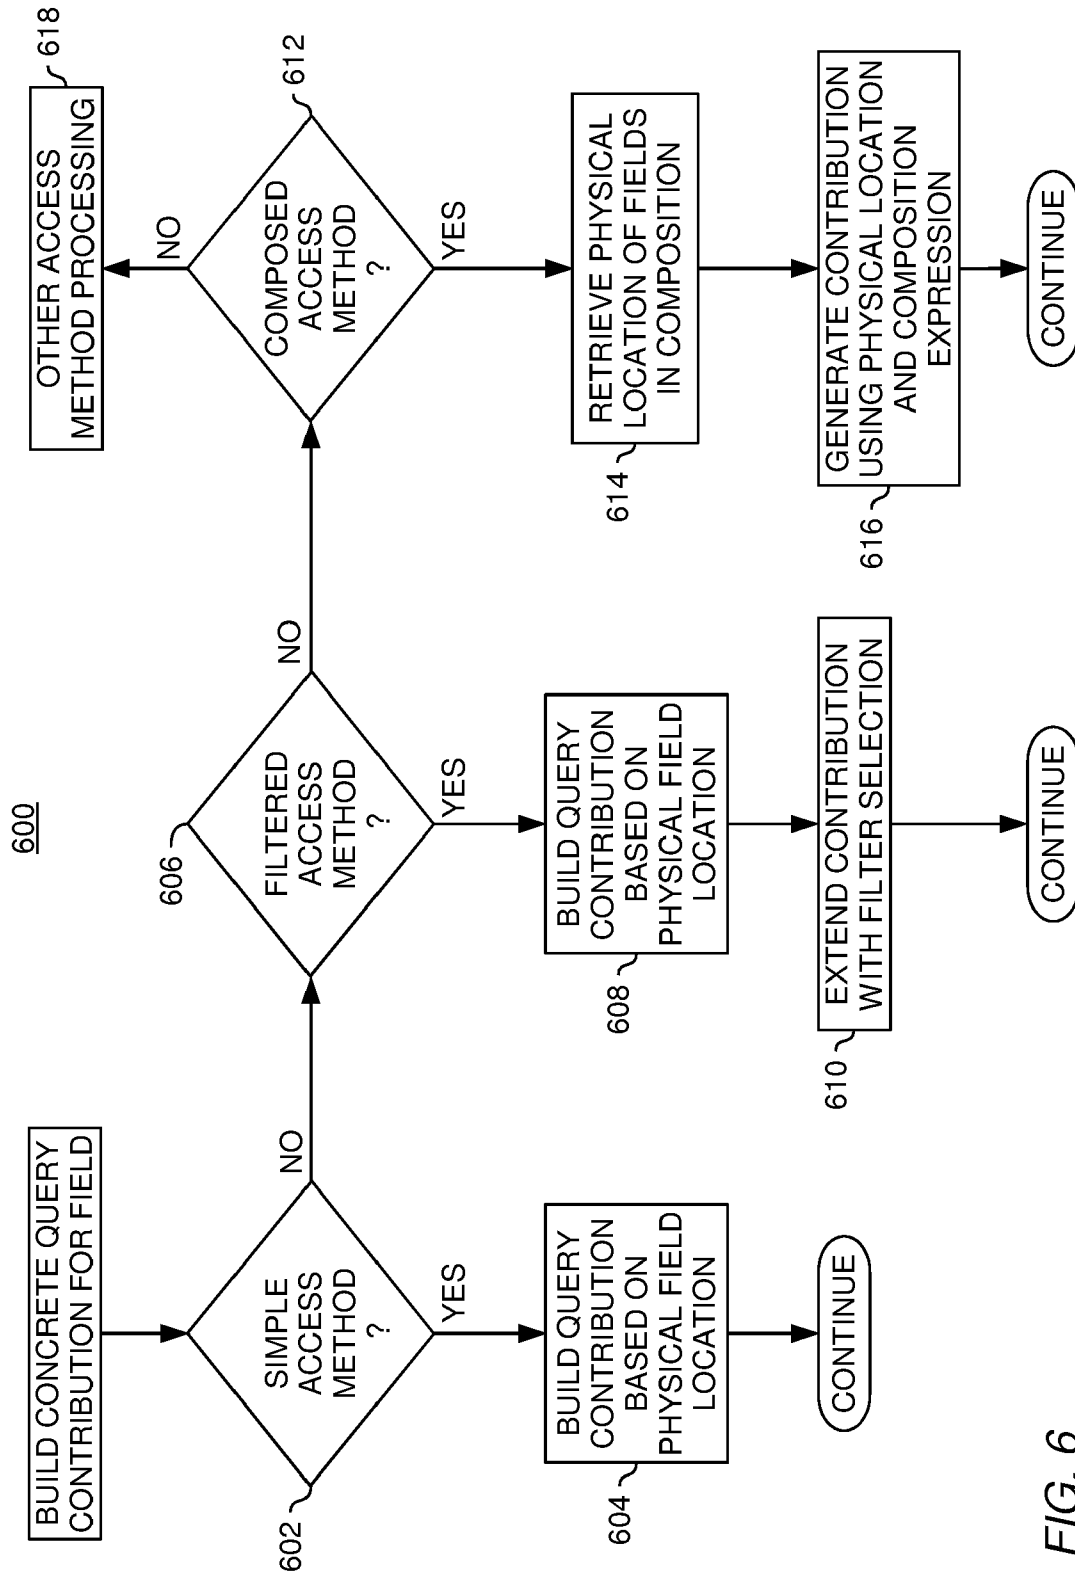 600
BUILD CONCRETE QUERY
CONTRIBUTION FOR FIELD
602
SIMPLE
ACCESS
METHOD
?
NO
YES
604
BUILD QUERY
CONTRIBUTION
BASED ON
PHYSICAL FIELD
LOCATION
CONTINUE
606
FILTERED
ACCESS
METHOD
?
NO
YES
608
BUILD QUERY
CONTRIBUTION
BASED ON
PHYSICAL FIELD
LOCATION
610
EXTEND CONTRIBUTION
WITH FILTER SELECTION
CONTINUE
612
COMPOSED
ACCESS
METHOD
?
NO
YES
618
OTHER ACCESS
METHOD PROCESSING
614
RETRIEVE PHYSICAL
LOCATION OF FIELDS
IN COMPOSITION
616
GENERATE CONTRIBUTION
USING PHYSICAL LOCATION
AND COMPOSITION
EXPRESSION
CONTINUE
FIG. 6